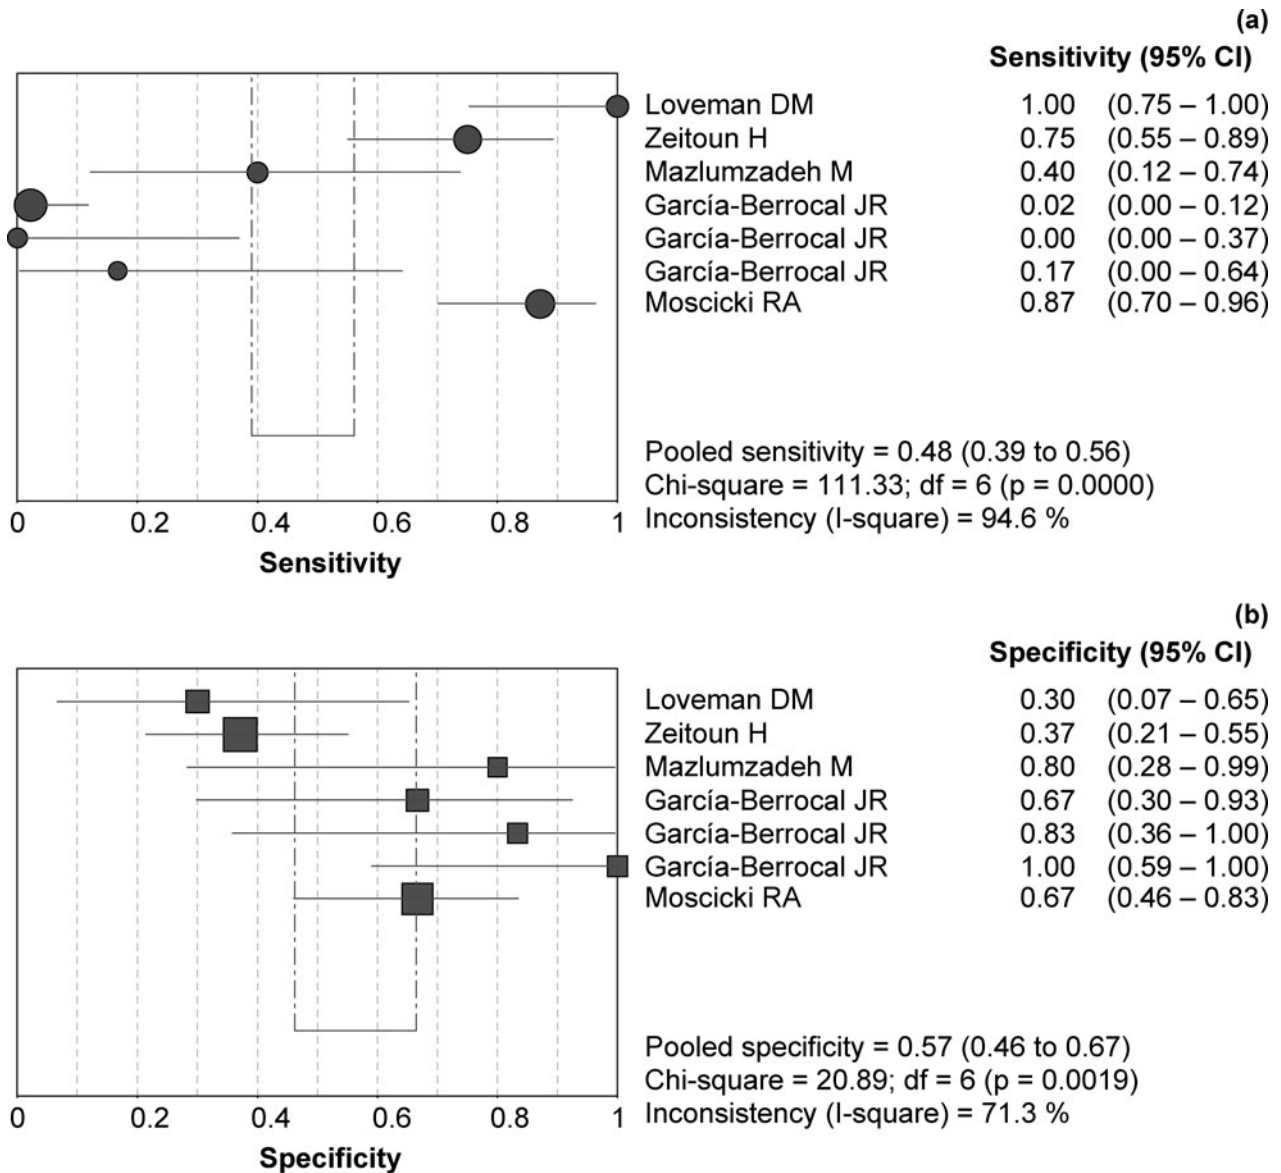 (a)
Sensitivity (95% CI)
Loveman DM 1.00 (0.75 – 1.00)
Zeitoun H 0.75 (0.55 – 0.89)
Mazlumzadeh M 0.40 (0.12 – 0.74)
García-Berrocal JR 0.02 (0.00 – 0.12)
García-Berrocal JR 0.00 (0.00 – 0.37)
García-Berrocal JR 0.17 (0.00 – 0.64)
Moscicki RA 0.87 (0.70 – 0.96)
Pooled sensitivity = 0.48 (0.39 to 0.56)
Chi-square = 111.33; df = 6 (p = 0.0000)
Inconsistency (I-square) = 94.6 %
0 0.2 0.4 0.6 0.8 1
Sensitivity
(b)
Specificity (95% CI)
Loveman DM 0.30 (0.07 – 0.65)
Zeitoun H 0.37 (0.21 – 0.55)
Mazlumzadeh M 0.80 (0.28 – 0.99)
García-Berrocal JR 0.67 (0.30 – 0.93)
García-Berrocal JR 0.83 (0.36 – 1.00)
García-Berrocal JR 1.00 (0.59 – 1.00)
Moscicki RA 0.67 (0.46 – 0.83)
Pooled specificity = 0.57 (0.46 to 0.67)
Chi-square = 20.89; df = 6 (p = 0.0019)
Inconsistency (I-square) = 71.3 %
0 0.2 0.4 0.6 0.8 1
Specificity